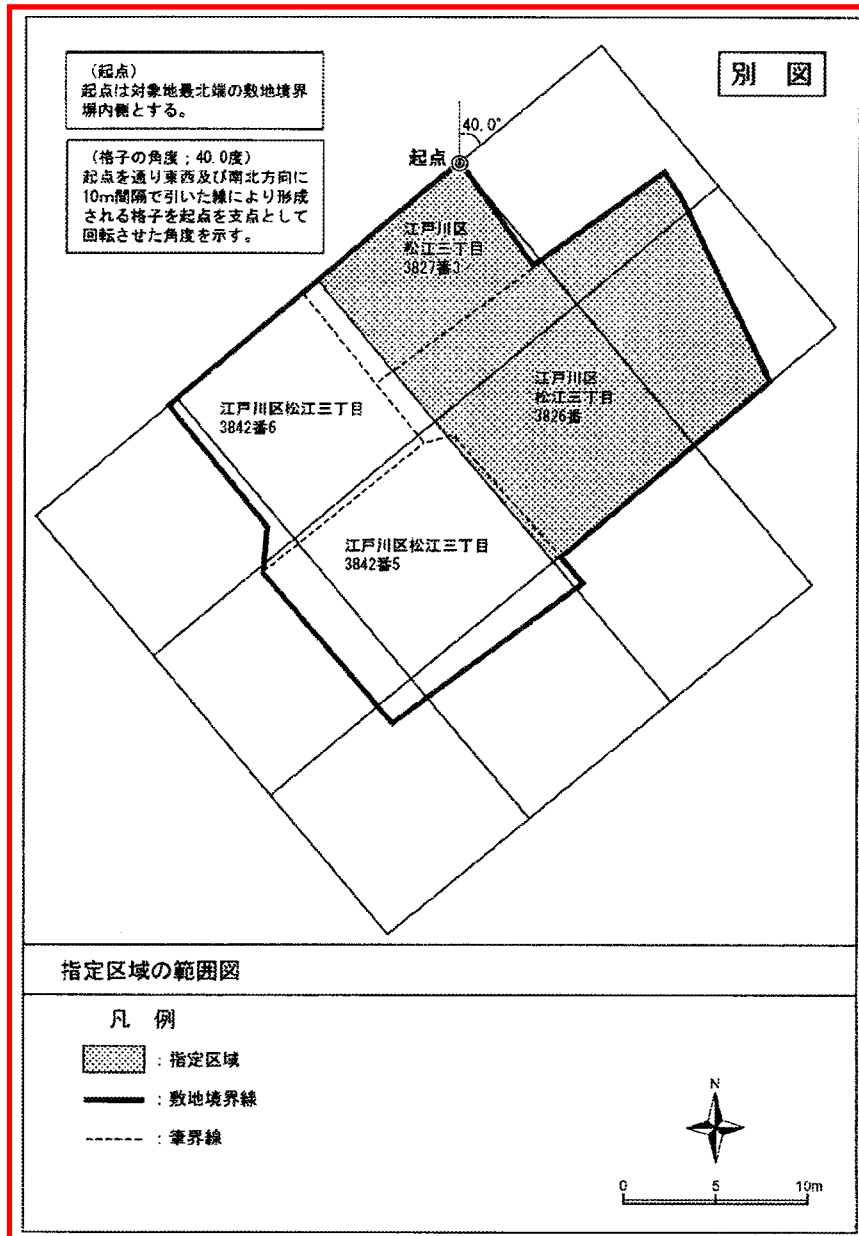 別 図
（起点）
起点は対象地最北端の敷地境界
塀内側とする。
（格子の角度；40.0度）
起点を通り東西及び南北方向に
10m間隔で引いた線により形成
される格子を起点を支点として
回転させた角度を示す。
40.0°
起点
江戸川区
松江三丁目
3827番3
江戸川区
松江三丁目
3826番
江戸川区松江三丁目
3842番6
江戸川区松江三丁目
3842番5
指定区域の範囲図
凡 例
：指定区域
：敷地境界線
：筆界線
N
0 5 10m